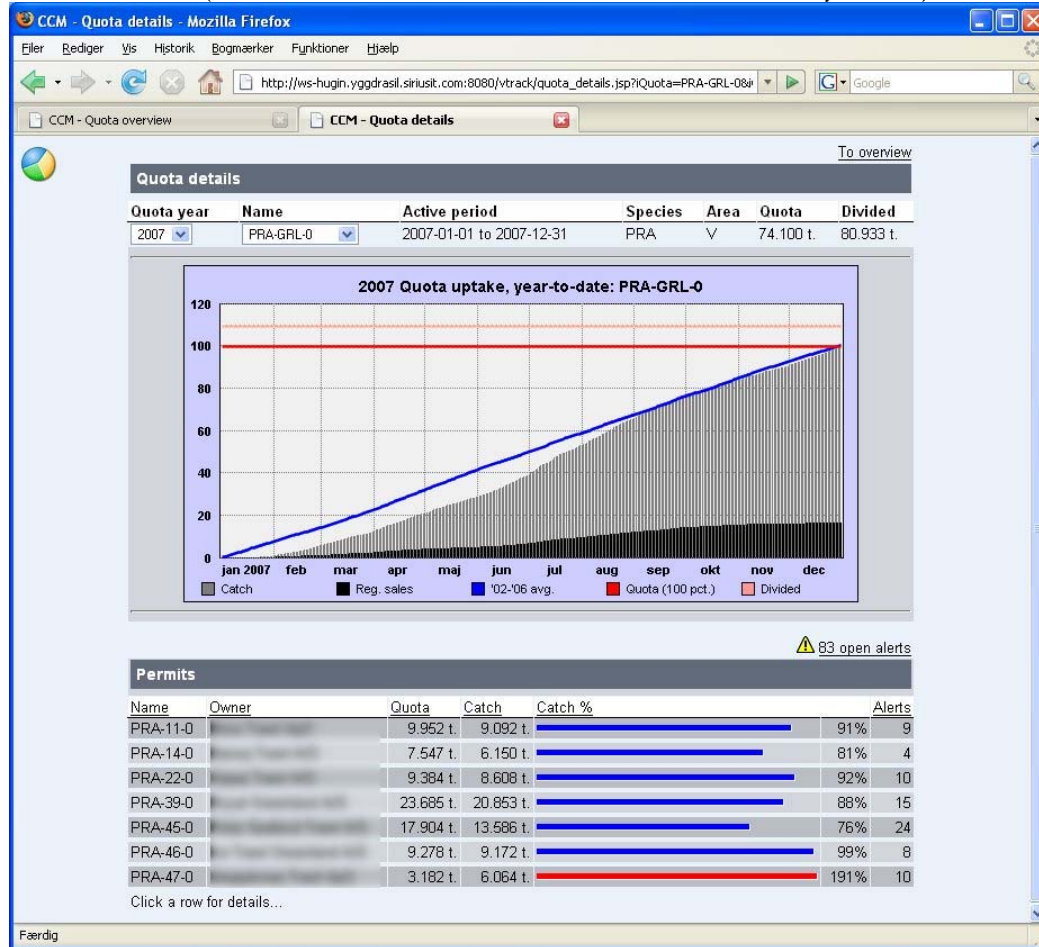 CCM - Quota details - Mozilla Firefox
Filer Rediger Vis Historik Bogmærker Funktioner Hjælp
http://ws-hugin.yggdrasil.siriusit.com:8080/vtrack/quota_details.jsp?iQuota=PRA-GRL-0& Google
CCM - Quota overview CCM - Quota details
To overview
Quota details
Quota year Name Active period Species Area Quota Divided
2007 PRA-GRL-0 2007-01-01 to 2007-12-31 PRA V 74.100 t. 80.933 t.
2007 Quota uptake, year-to-date: PRA-GRL-0
120
100
80
60
40
20
0
jan 2007 feb mar apr maj jun jul aug sep okt nov dec
Catch Reg. sales '02-'06 avg. Quota (100 pct.) Divided
83 open alerts
Permits
Name Owner Quota Catch Catch % Alerts
PRA-11-0 9.952 t. 9.092 t. 91% 9
PRA-14-0 7.547 t. 6.150 t. 81% 4
PRA-22-0 9.384 t. 8.608 t. 92% 10
PRA-39-0 23.685 t. 20.853 t. 88% 15
PRA-45-0 17.904 t. 13.586 t. 76% 24
PRA-46-0 9.278 t. 9.172 t. 99% 8
PRA-47-0 3.182 t. 6.064 t. 191% 10
Click a row for details...
Færdig